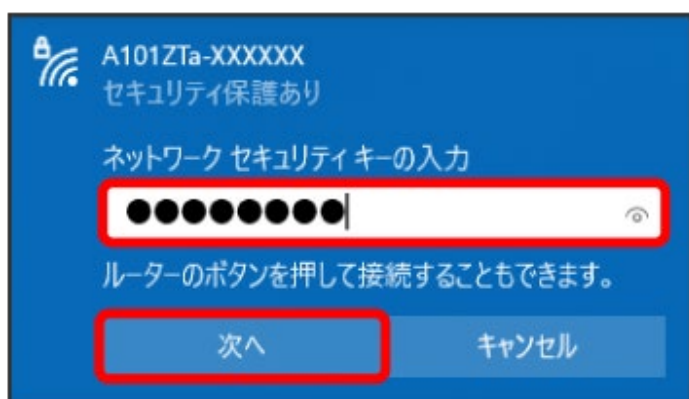 A101ZTa-XXXXXX
セキュリティ保護あり
ネットワーク セキュリティ キーの入力
●●●●●●●●
ルーターのボタンを押して接続することもできます。
次へ
キャンセル